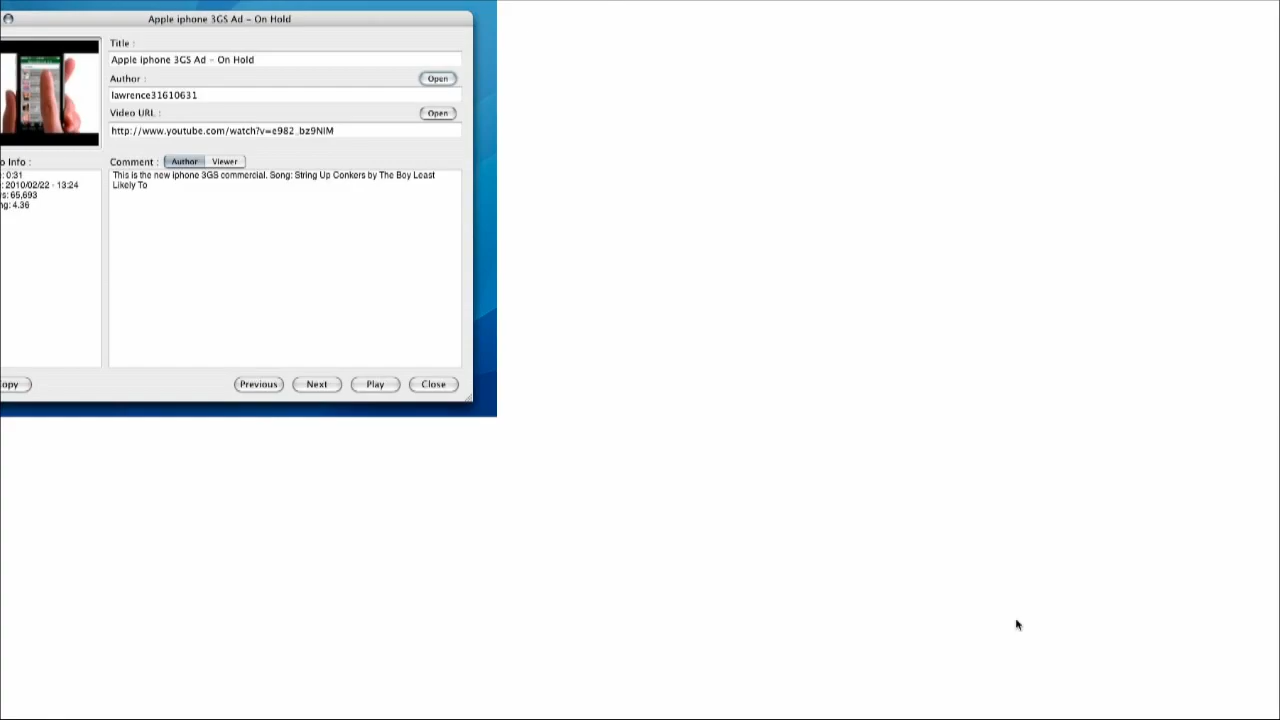 Apple iphone 3GS Ad - On Hold
Title :
Apple iphone 3GS Ad - On Hold
Author :
Open
lawrence31610631
Video URL :
Open
http://www.youtube.com/watch?v=e982_bz9NIM
o Info :
: 0:31
: 2010/02/22 - 13:24
s: 65,693
ng: 4.36
Comment :
Author
Viewer
This is the new iphone 3GS commercial. Song: String Up Conkers by The Boy Least
Likely To
opy
Previous
Next
Play
Close